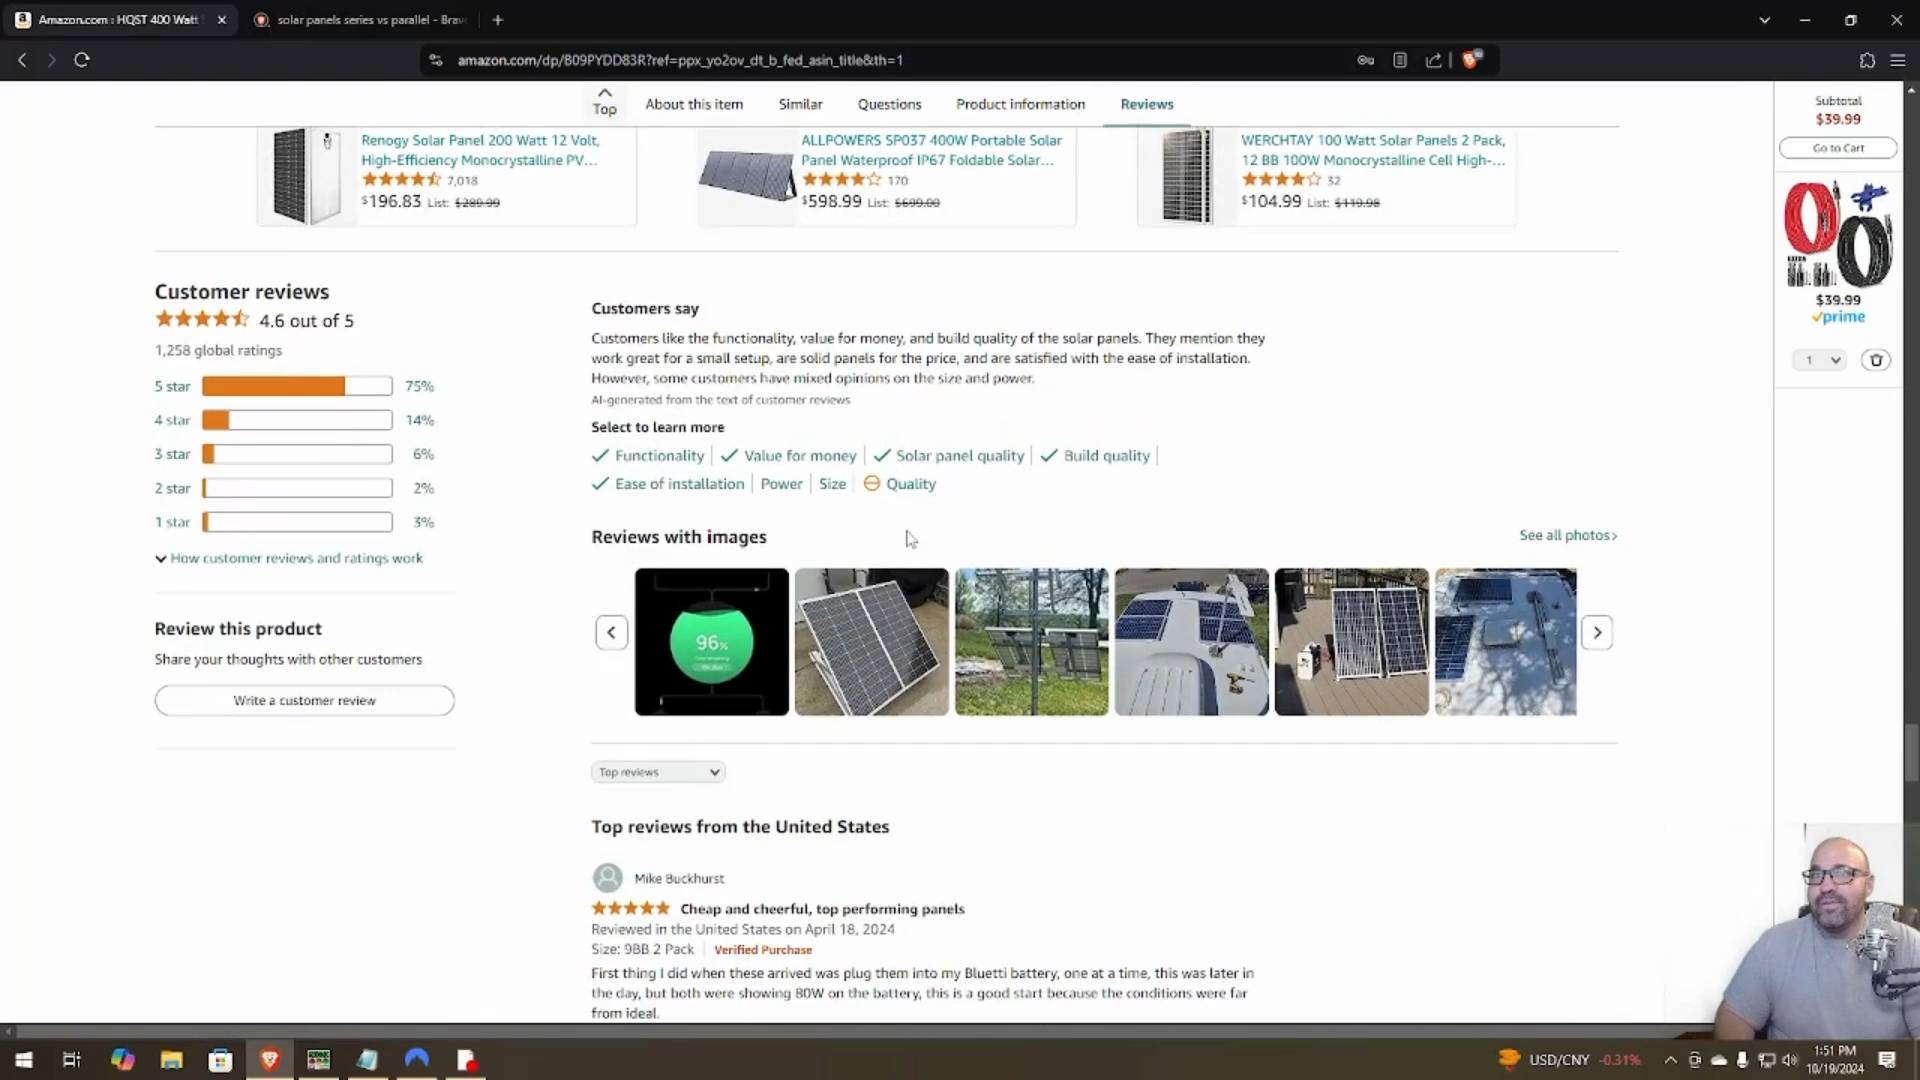 Amazon.com : HQST 400 Watt
solar panels series vs parallel - Brav
amazon.com/dp/B09PYDD83R?ref=ppx_yo2ov_dt_b_fed_asin_title&th=1
Top
About this item
Similar
Questions
Product information
Reviews
Renogy Solar Panel 200 Watt 12 Volt,
High-Efficiency Monocrystalline PV...
7,018
$196.83 List: $289.99
ALLPOWERS SP037 400W Portable Solar
Panel Waterproof IP67 Foldable Solar...
170
$598.99 List: $699.00
WERCHTAY 100 Watt Solar Panels 2 Pack,
12 BB 100W Monocrystalline Cell High-...
32
$104.99 List: $119.98
Subtotal
$39.99
Go to Cart
$39.99
prime
1
Customer reviews
4.6 out of 5
1,258 global ratings
5 star 75%
4 star 14%
3 star 6%
2 star 2%
1 star 3%
How customer reviews and ratings work
Review this product
Share your thoughts with other customers
Write a customer review
Customers say
Customers like the functionality, value for money, and build quality of the solar panels. They mention they
work great for a small setup, are solid panels for the price, and are satisfied with the ease of installation.
However, some customers have mixed opinions on the size and power.
AI-generated from the text of customer reviews
Select to learn more
Functionality Value for money Solar panel quality Build quality
Ease of installation Power Size Quality
Reviews with images
See all photos
96%
Top reviews
Top reviews from the United States
Mike Buckhurst
Cheap and cheerful, top performing panels
Reviewed in the United States on April 18, 2024
Size: 9BB 2 Pack Verified Purchase
First thing I did when these arrived was plug them into my Bluetti battery, one at a time, this was later in
the day, but both were showing 80W on the battery, this is a good start because the conditions were far
from ideal.
USD/CNY -0.31%
1:51 PM
10/19/2024